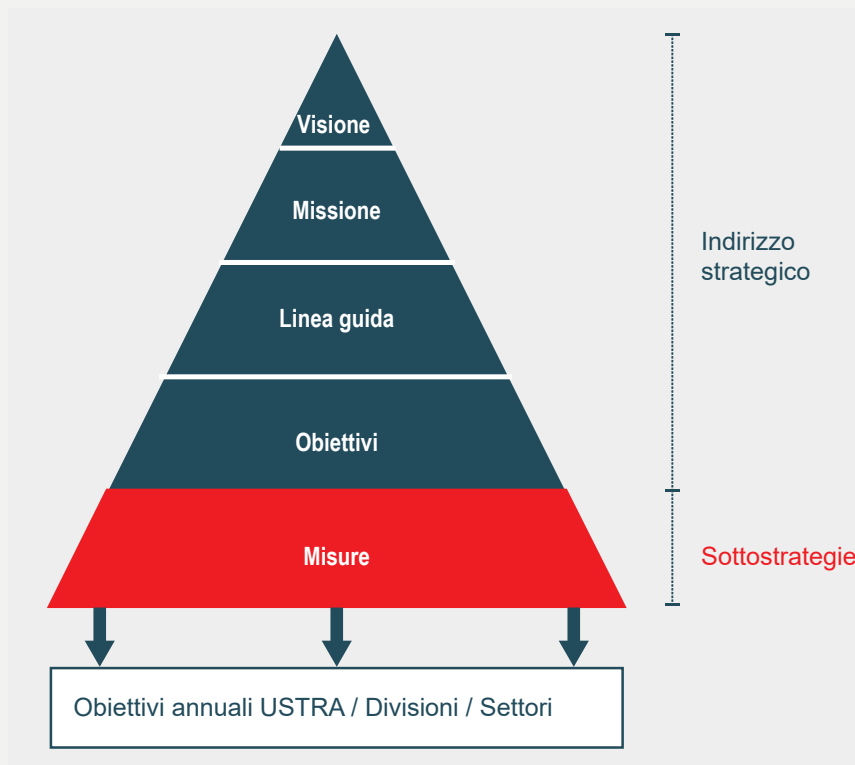 Visione
Missione
Linea guida
Obiettivi
Misure
Indirizzo
strategico
Sottostrategie
Obiettivi annuali USTRA / Divisioni / Settori